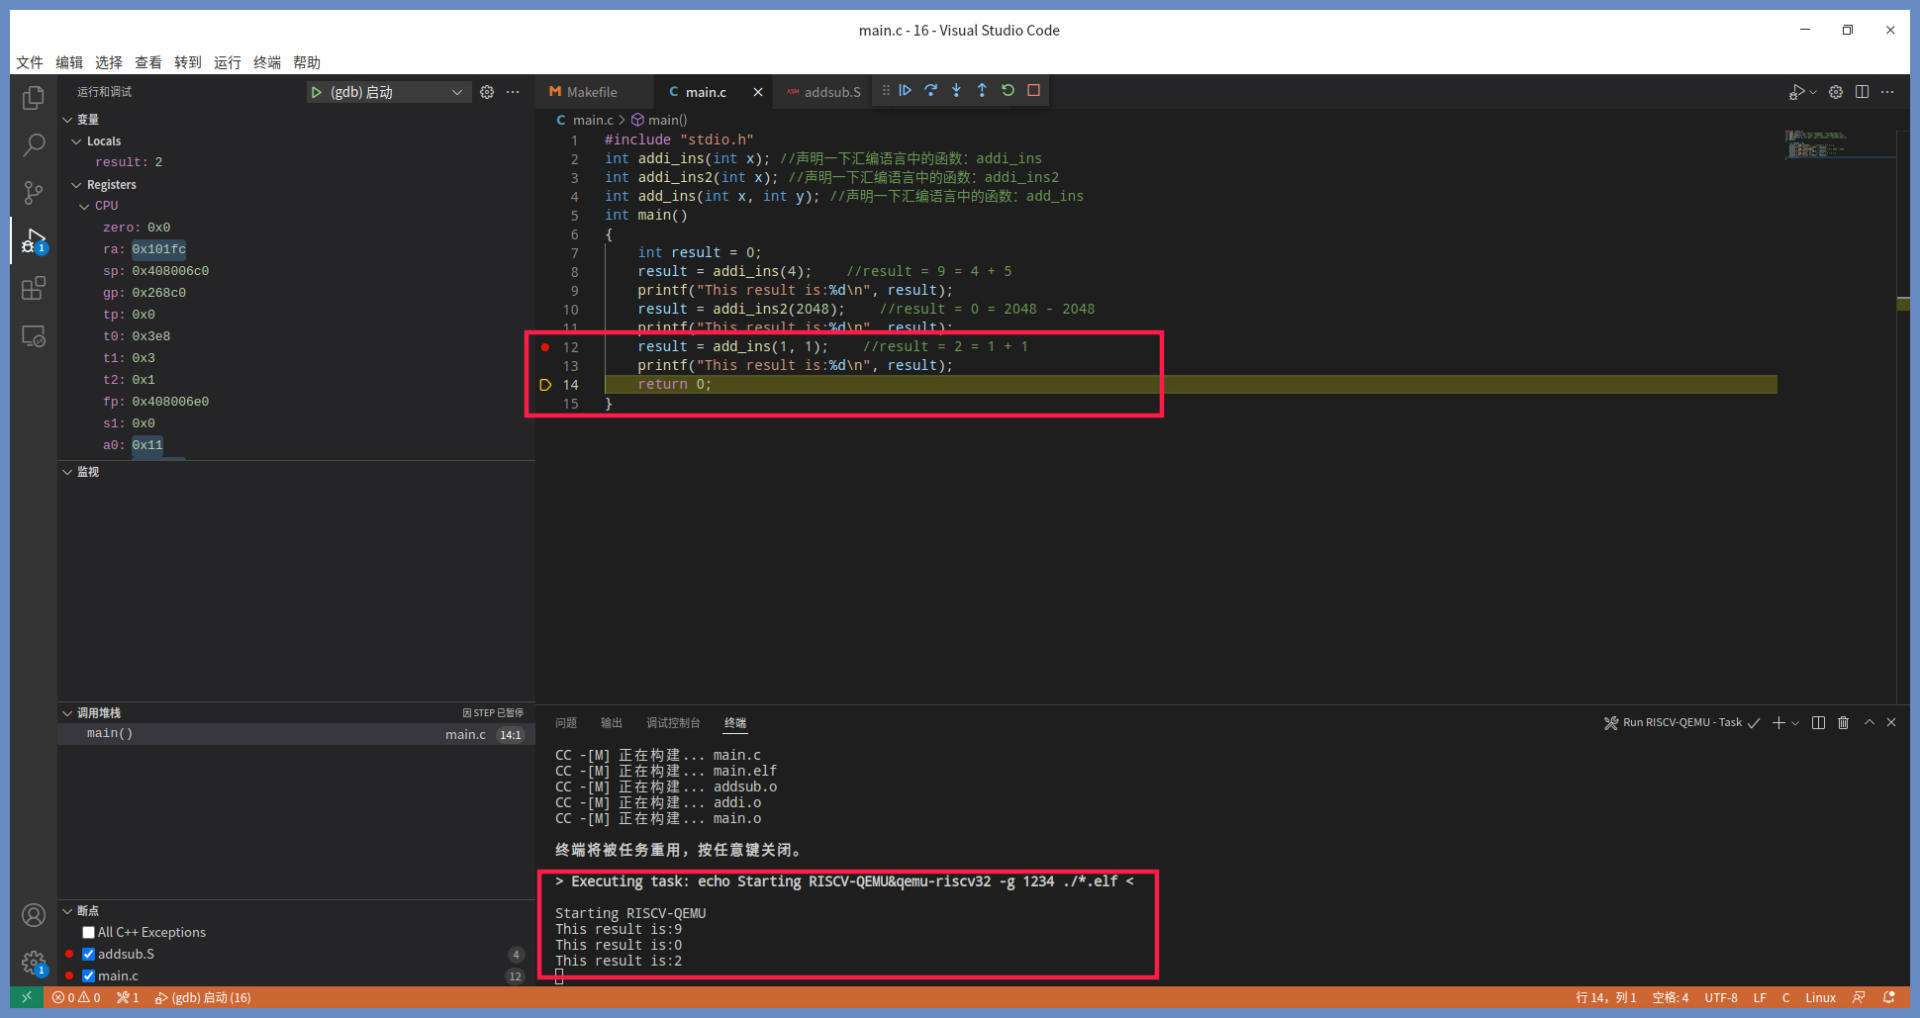 main.c - 16 - Visual Studio Code
文件 编辑 选择 查看 转到 运行 终端 帮助
运行和调试
(gdb) 启动
变量
Locals
result: 2
Registers
CPU
zero: 0x0
ra: 0x101fc
sp: 0x408006c0
gp: 0x268c0
tp: 0x0
t0: 0x3e8
t1: 0x3
t2: 0x1
fp: 0x408006e0
s1: 0x0
a0: 0x11
监视
调用堆栈
因 STEP 已暂停
main() main.c 14:1
断点
All C++ Exceptions
addsub.S 4
main.c 12
M Makefile
C main.c
ASM addsub.S
C main.c > main()
1 #include "stdio.h"
2 int addi_ins(int x); //声明一下汇编语言中的函数：addi_ins
3 int addi_ins2(int x); //声明一下汇编语言中的函数：addi_ins2
4 int add_ins(int x, int y); //声明一下汇编语言中的函数：add_ins
5 int main()
6 {
7 int result = 0;
8 result = addi_ins(4); //result = 9 = 4 + 5
9 printf("This result is:%d\n", result);
10 result = addi_ins2(2048); //result = 0 = 2048 - 2048
11 printf("This result is:%d\n", result);
12 result = add_ins(1, 1); //result = 2 = 1 + 1
13 printf("This result is:%d\n", result);
14 return 0;
15 }
问题 输出 调试控制台 终端
Run RISCV-QEMU - Task
CC -[M] 正在构建... main.c
CC -[M] 正在构建... main.elf
CC -[M] 正在构建... addsub.o
CC -[M] 正在构建... addi.o
CC -[M] 正在构建... main.o
终端将被任务重用，按任意键关闭。
> Executing task: echo Starting RISCV-QEMU&qemu-riscv32 -g 1234 ./*.elf <
Starting RISCV-QEMU
This result is:9
This result is:0
This result is:2
1
1
0 0 1 (gdb) 启动 (16)
行 14，列 1 空格: 4 UTF-8 LF C Linux